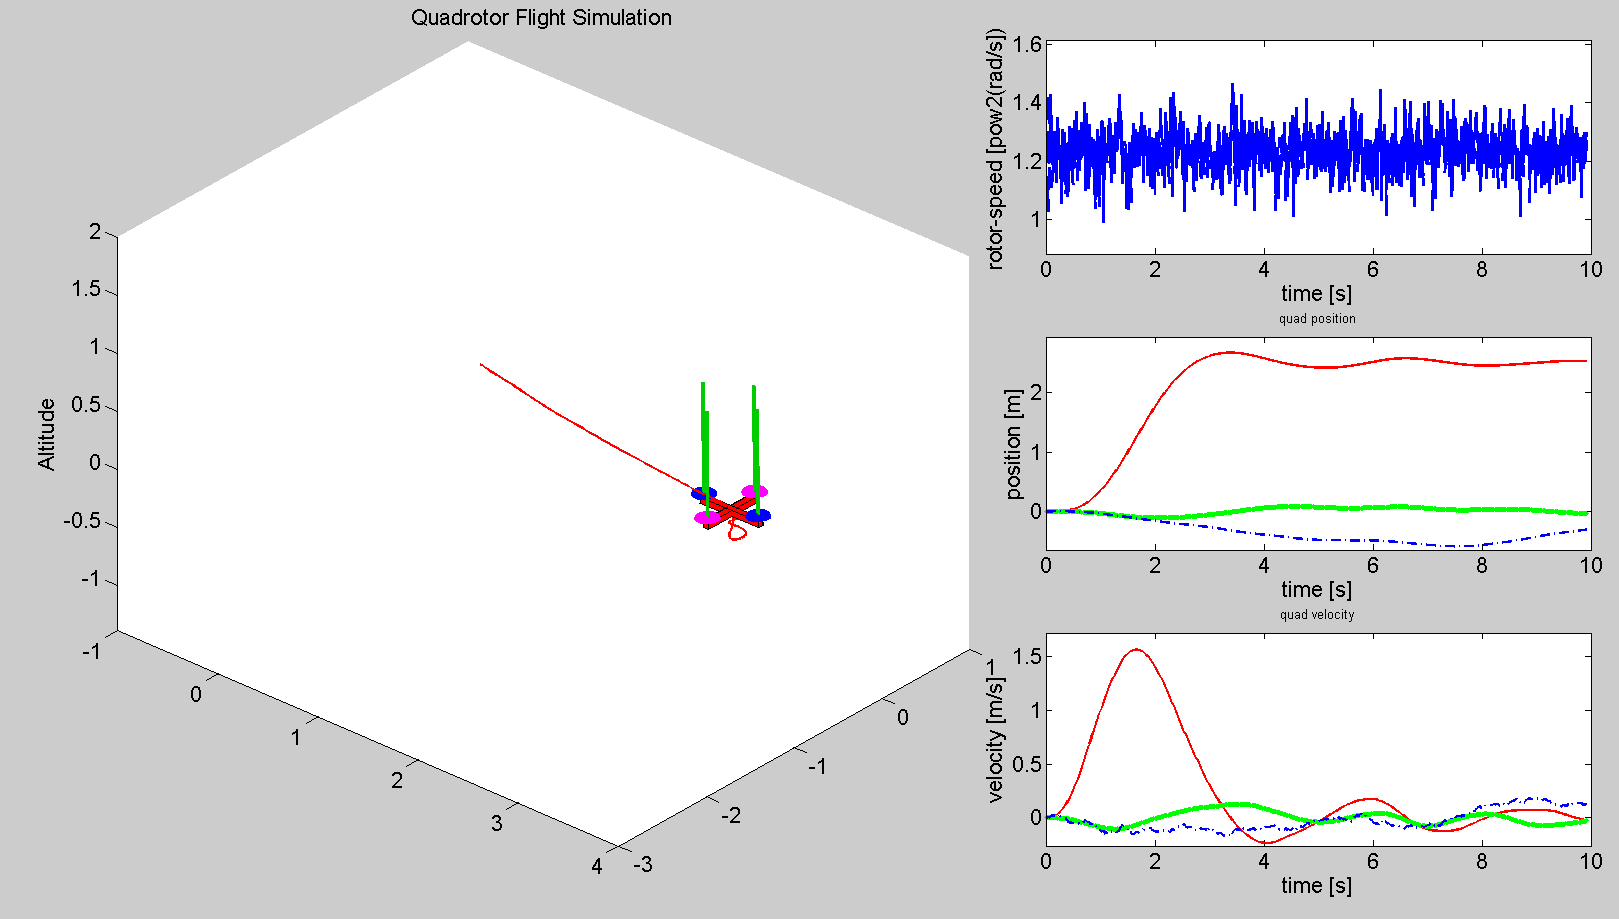 Quadrotor Flight Simulation
2
1.5
1
0.5
0
-0.5
-1
Altitude
-1
0
1
2
3
4
-3
-2
-1
0
1
1.6
1.4
1.2
1
rotor-speed [pow2(rad/s])
0 2 4 6 8 10
time [s]
quad position
2
1
0
position [m]
0 2 4 6 8 10
time [s]
quad velocity
1.5
1
0.5
0
velocity [m/s]
0 2 4 6 8 10
time [s]